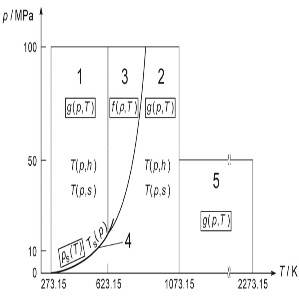 p / MPa
100
1
3
2
g(p,T)
f(p,T)
g(p,T)
50
T(p,h)
T(p,h)
T(p,s)
T(p,s)
5
g(p,T)
pₛ(T)
Tₛ(p)
4
10
0
T / K
273.15
623.15
1073.15
2273.15